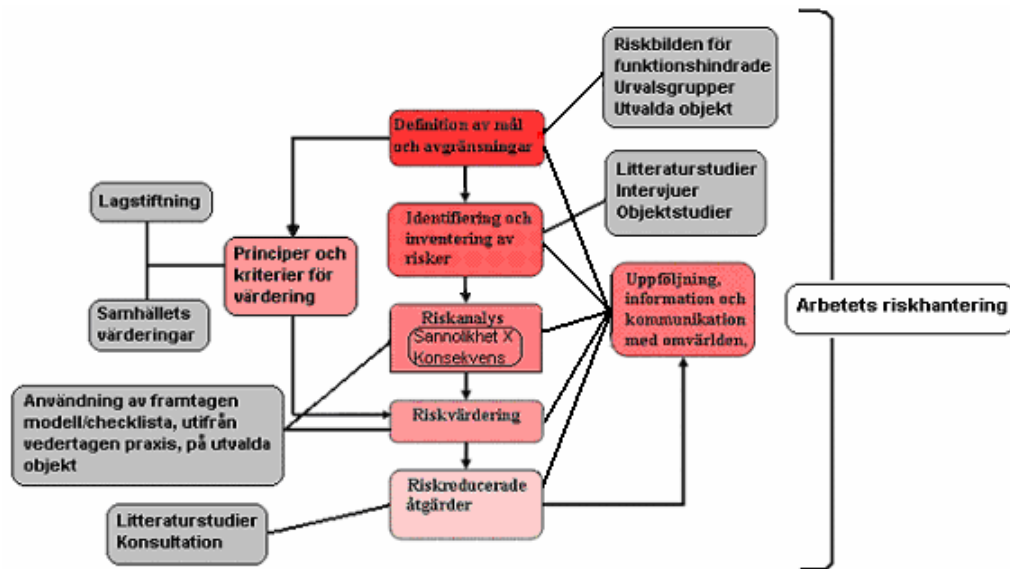 Riskbilden för
funktionshindrade
Urvalsgrupper
Utvalda objekt
Definition av mål
och avgränsningar
Litteraturstudier
Intervjuer
Objektstudier
Lagstiftning
Identifiering och
inventering av
risker
Principer och
kriterier för
värdering
Uppföljning,
information och
kommunikation
med omvärlden,
Arbetets riskhantering
Samhällets
värderingar
Riskanalys
Sannolikhet X
Konsekvens
Användning av framtagen
modell/checklista, utifrån
vedertagen praxis, på utvalda
objekt
Riskvärdering
Riskreducerade
åtgärder
Litteraturstudier
Konsultation